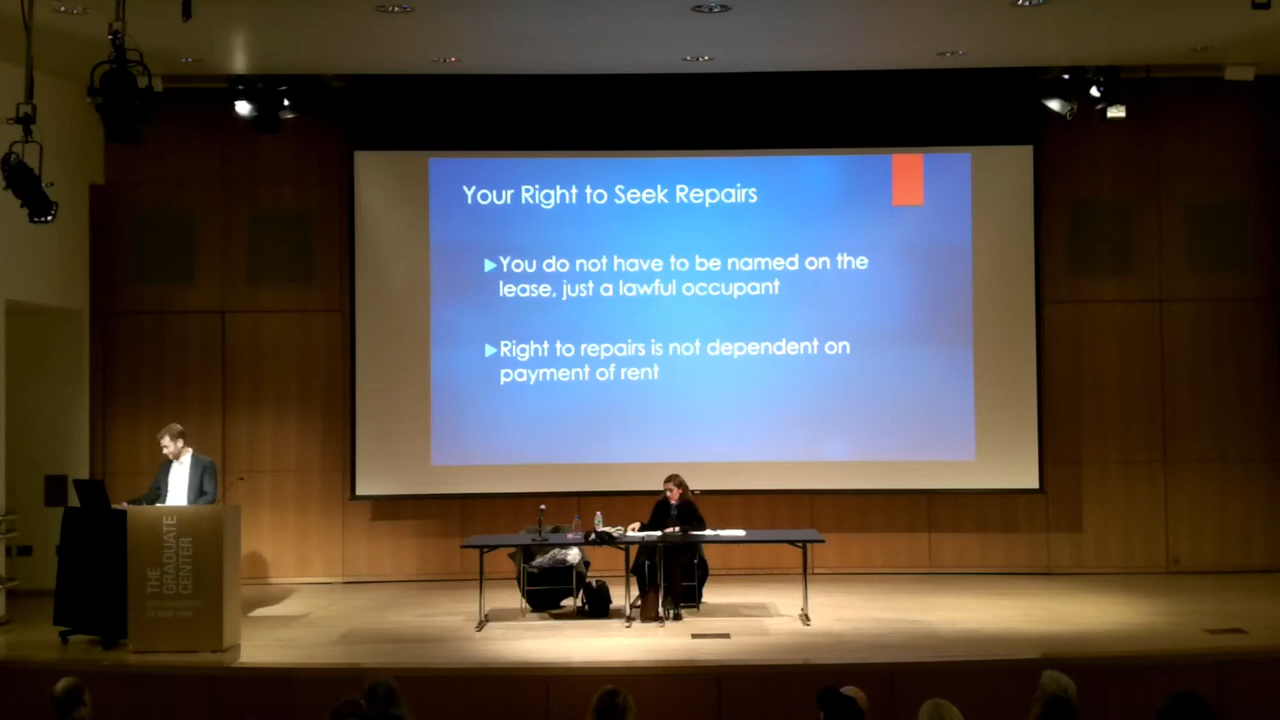 Your Right to Seek Repairs
▶You do not have to be named on the
lease, just a lawful occupant
▶Right to repairs is not dependent on
payment of rent
THE
GRADUATE
CENTER